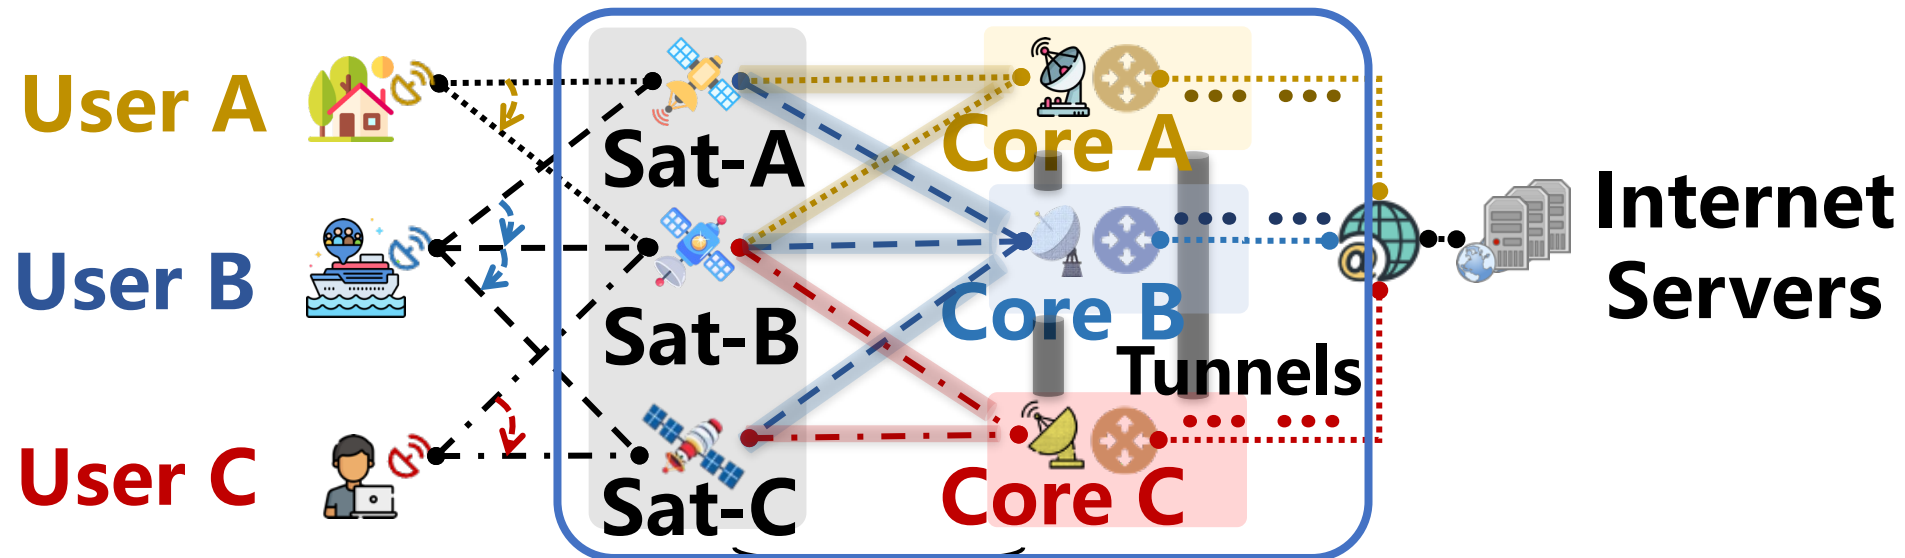 User A
Sat-A
Core A
User B
Sat-B
Core B
Internet
Servers
Tunnels
User C
Sat-C
Core C